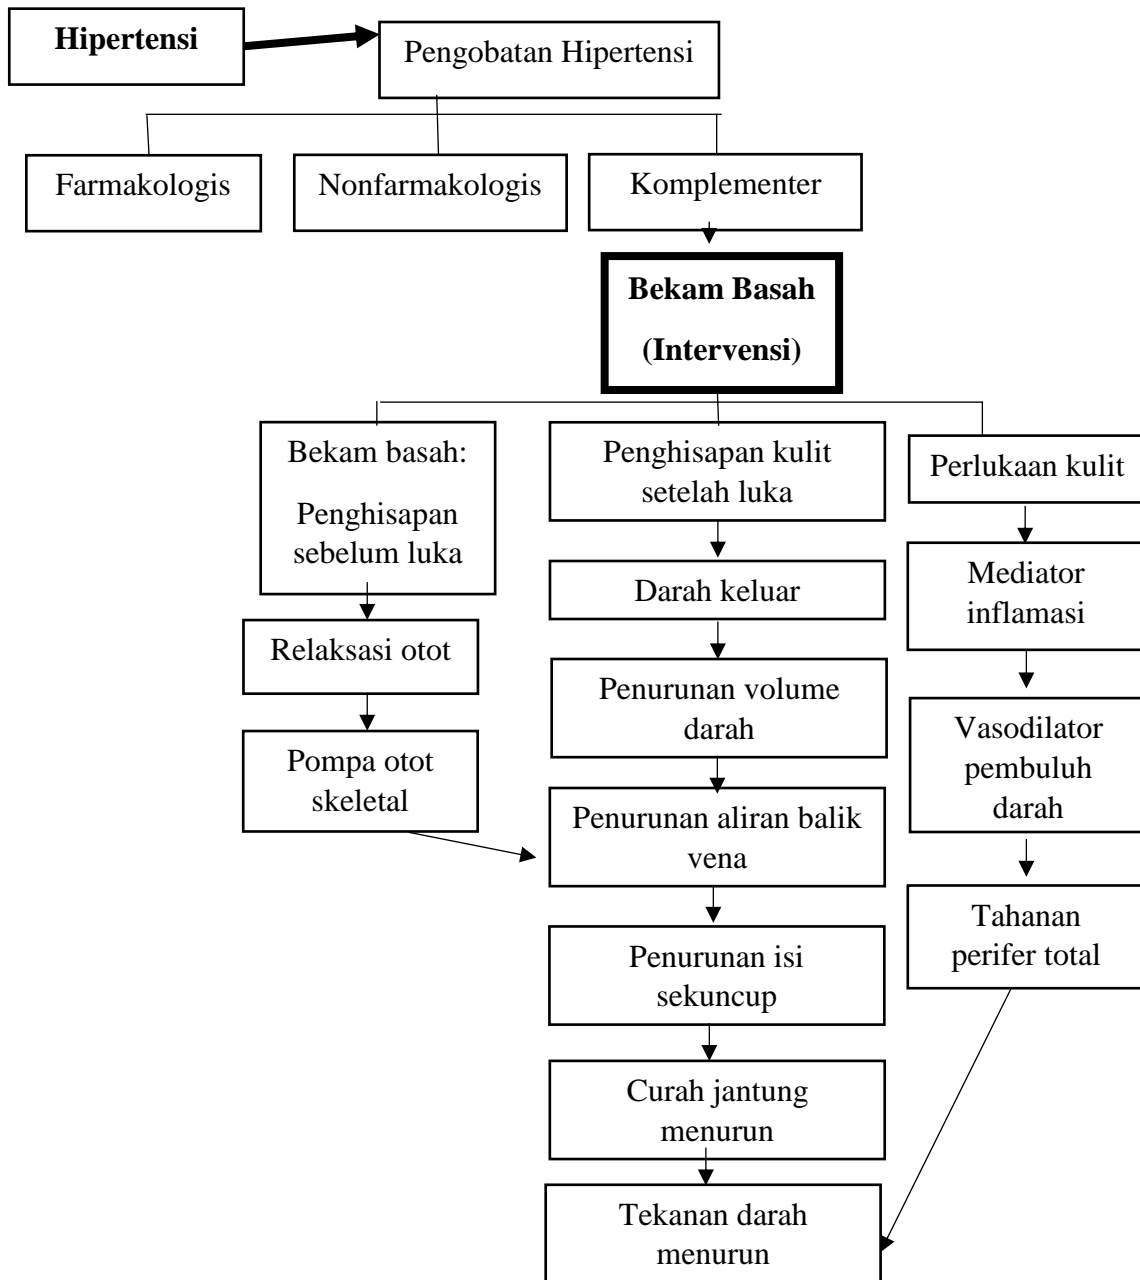 Hipertensi
Pengobatan Hipertensi
Farmakologis
Nonfarmakologis
Komplementer
Bekam Basah
(Intervensi)
Bekam basah:
Penghisapan
sebelum luka
Relaksasi otot
Pompa otot
skeletal
Penghisapan kulit
setelah luka
Darah keluar
Penurunan volume
darah
Penurunan aliran balik
vena
Penurunan isi
sekuncup
Curah jantung
menurun
Tekanan darah
menurun
Perlukaan kulit
Mediator
inflamasi
Vasodilator
pembuluh
darah
Tahanan
perifer total